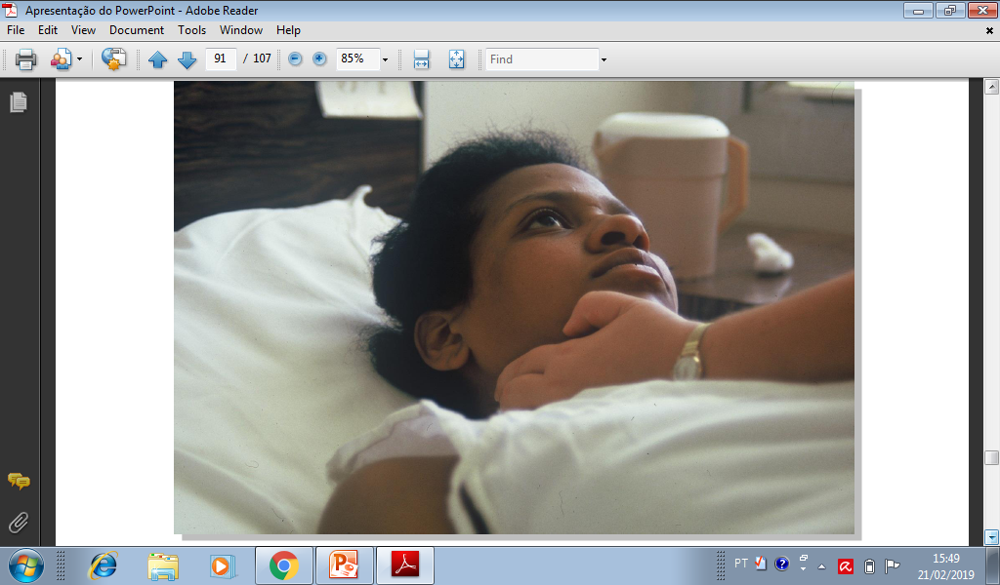 Apresentação do PowerPoint - Adobe Reader
File Edit View Document Tools Window Help
91 / 107 85% Find
PT
15:49
21/02/2019